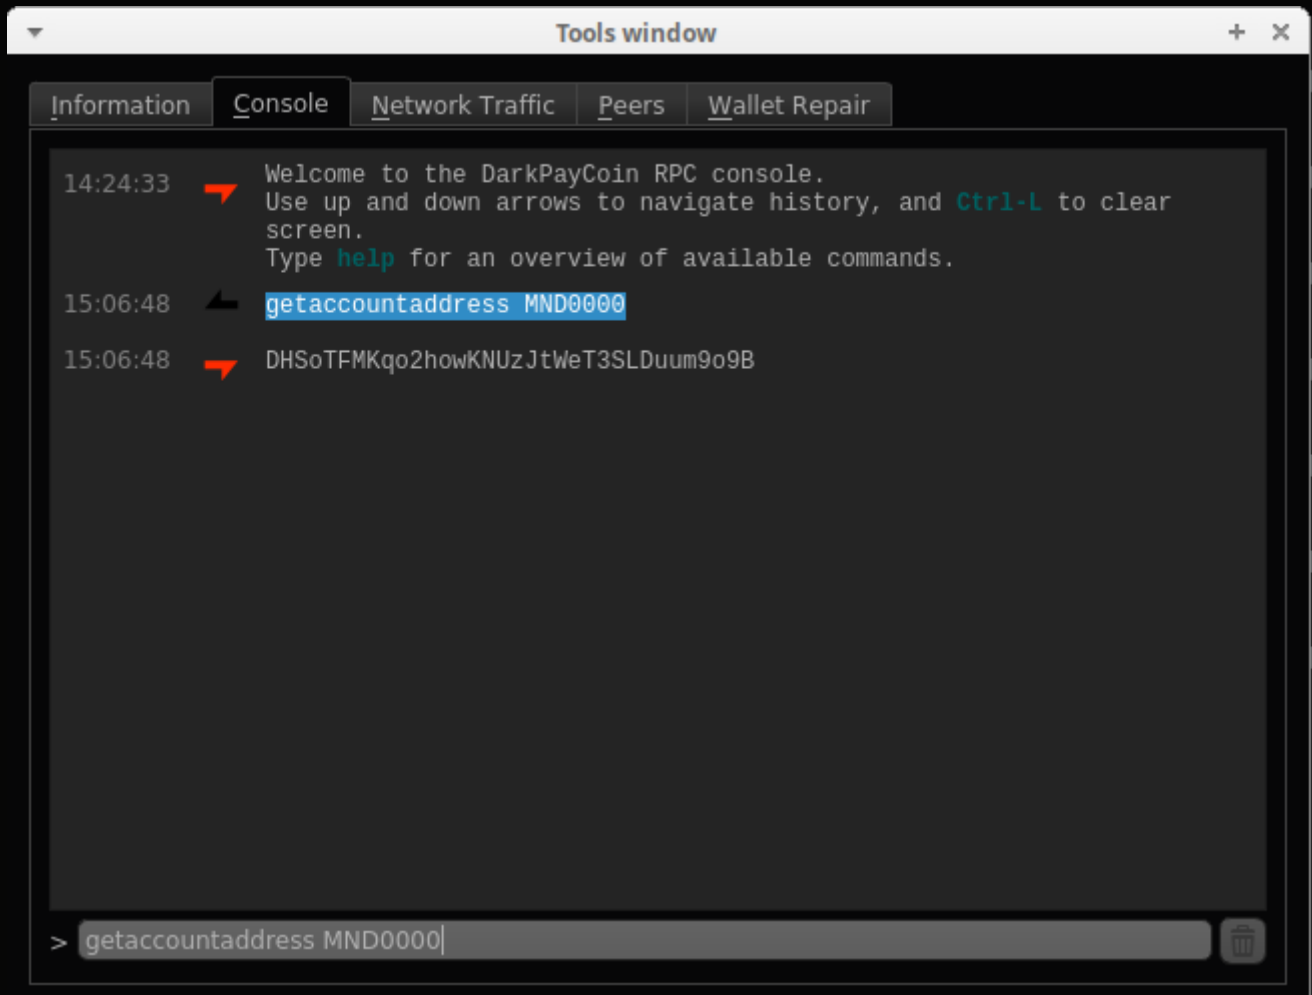 Tools window
Information Console Network Traffic Peers Wallet Repair
14:24:33 Welcome to the DarkPayCoin RPC console.
Use up and down arrows to navigate history, and Ctrl-L to clear
screen.
Type help for an overview of available commands.
15:06:48 getaccountaddress MND0000
15:06:48 DHSoTFMKqo2howKNUzJtWeT3SLDuum9o9B
> getaccountaddress MND0000